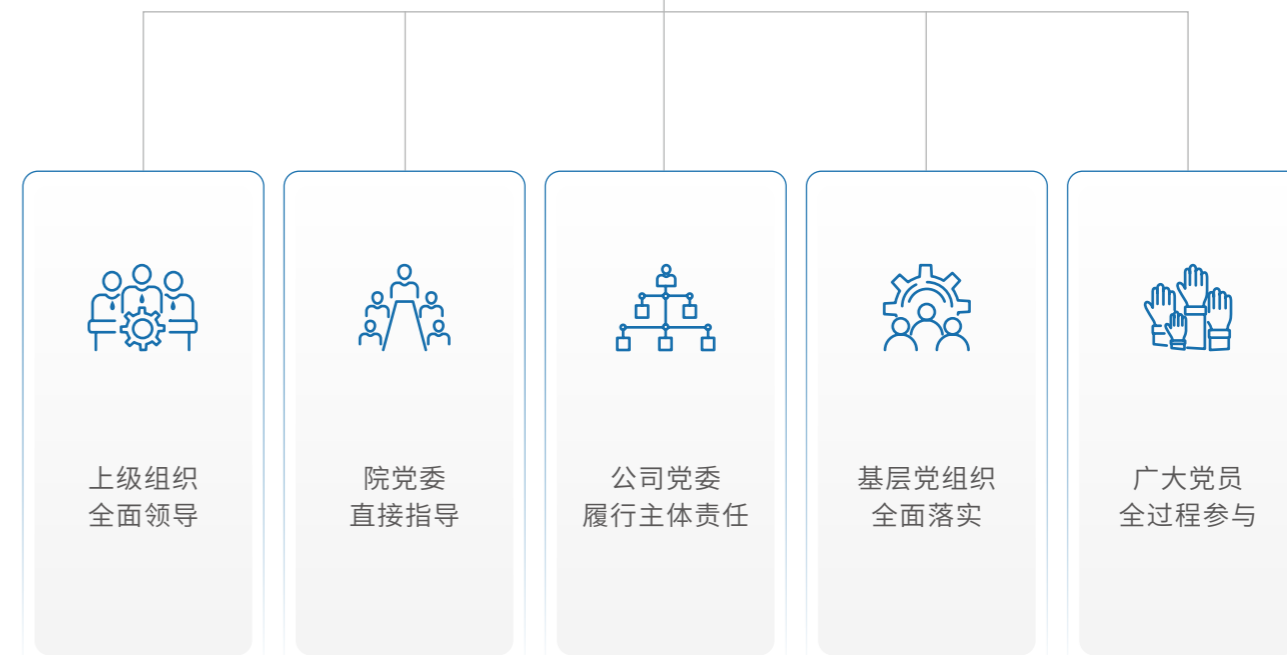 上级组织
全面领导
院党委
直接指导
公司党委
履行主体责任
基层党组织
全面落实
广大党员
全过程参与